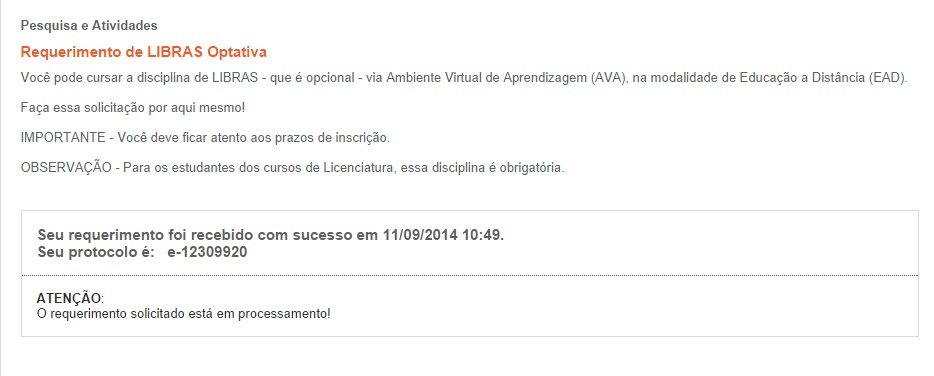 Pesquisa e Atividades
Requerimento de LIBRAS Optativa
Você pode cursar a disciplina de LIBRAS - que é opcional - via Ambiente Virtual de Aprendizagem (AVA), na modalidade de Educação a Distância (EAD).
Faça essa solicitação por aqui mesmo!
IMPORTANTE - Você deve ficar atento aos prazos de inscrição.
OBSERVAÇÃO - Para os estudantes dos cursos de Licenciatura, essa disciplina é obrigatória.
Seu requerimento foi recebido com sucesso em 11/09/2014 10:49.
Seu protocolo é: e-12309920
ATENÇÃO:
O requerimento solicitado está em processamento!